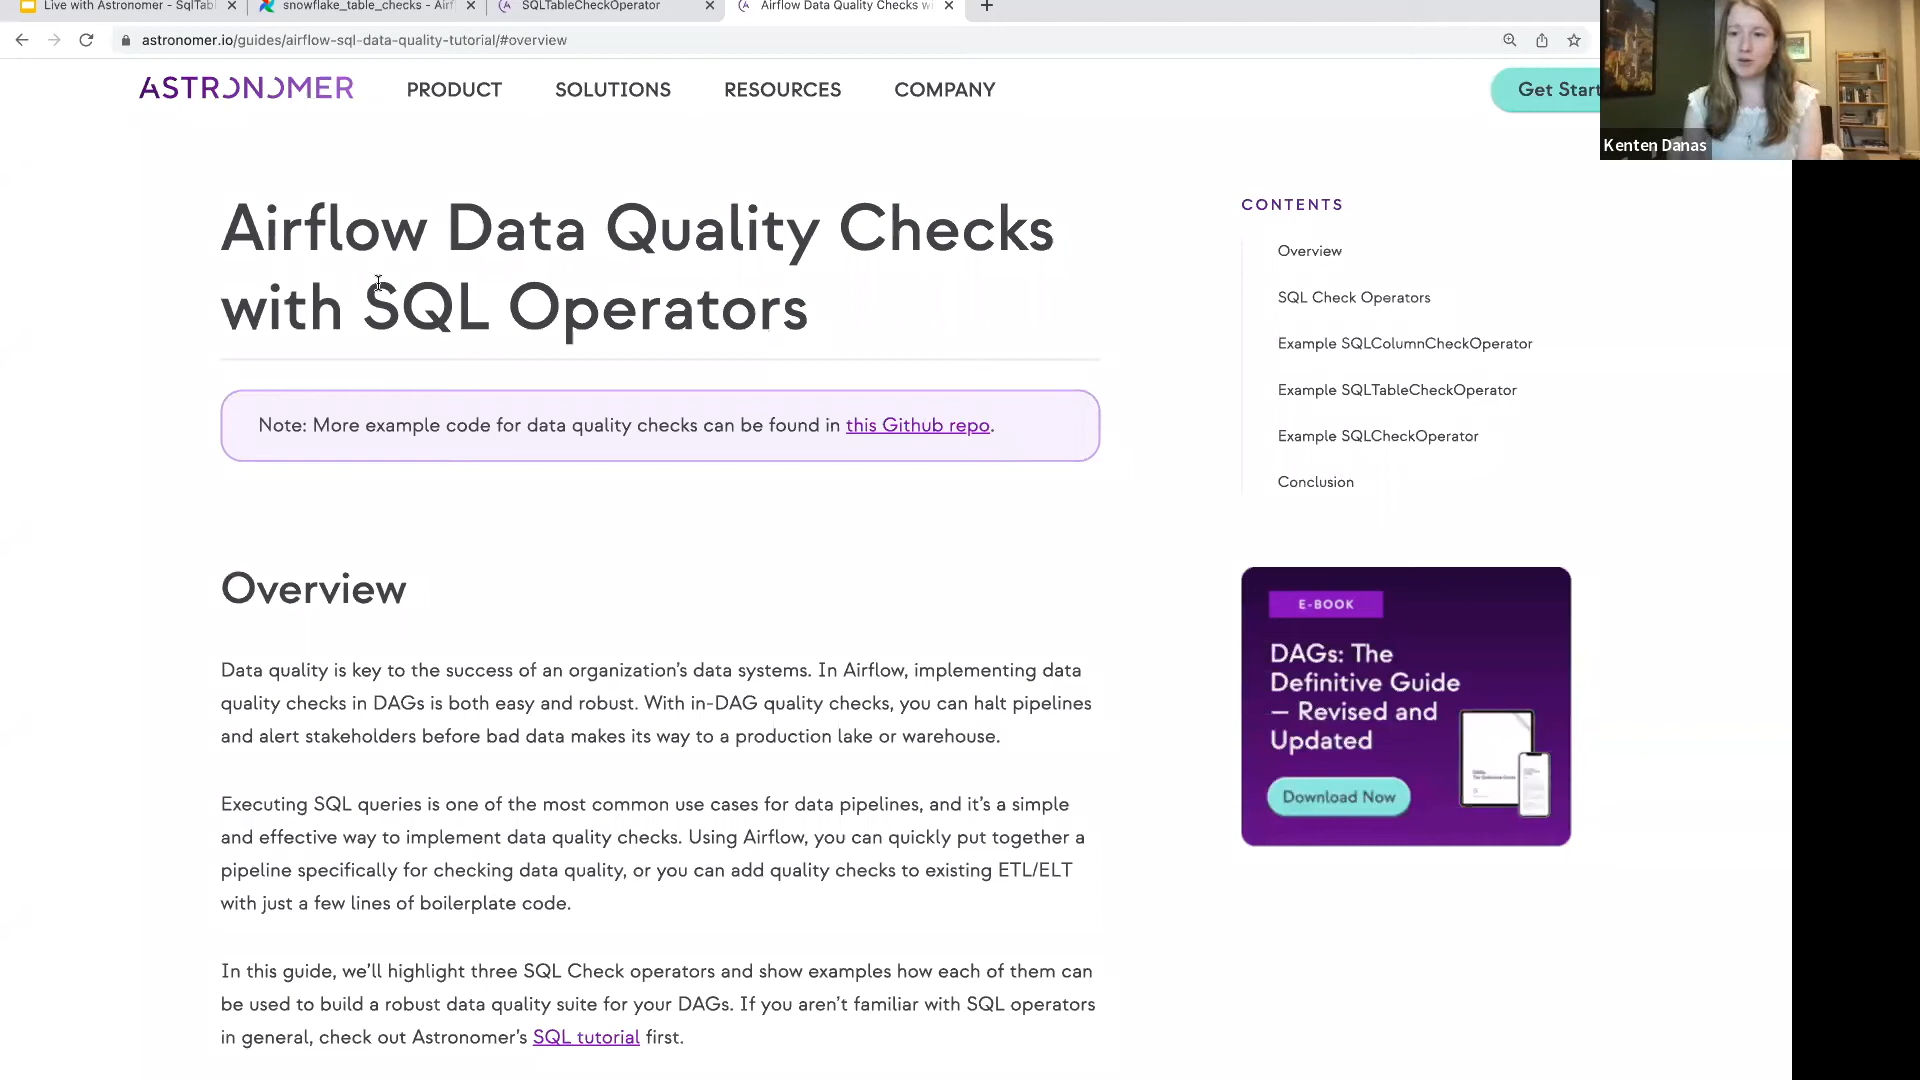 Live with Astronomer - SqlTabl
snowflake_table_checks - Airf
SQLTableCheckOperator
Airflow Data Quality Checks wi
astronomer.io/guides/airflow-sql-data-quality-tutorial/#overview
ASTRONOMER
PRODUCT
SOLUTIONS
RESOURCES
COMPANY
Get Start
Kenten Danas
Airflow Data Quality Checks
with SQL Operators
Note: More example code for data quality checks can be found in this Github repo.
Overview
Data quality is key to the success of an organization's data systems. In Airflow, implementing data
quality checks in DAGs is both easy and robust. With in-DAG quality checks, you can halt pipelines
and alert stakeholders before bad data makes its way to a production lake or warehouse.
Executing SQL queries is one of the most common use cases for data pipelines, and it's a simple
and effective way to implement data quality checks. Using Airflow, you can quickly put together a
pipeline specifically for checking data quality, or you can add quality checks to existing ETL/ELT
with just a few lines of boilerplate code.
In this guide, we'll highlight three SQL Check operators and show examples how each of them can
be used to build a robust data quality suite for your DAGs. If you aren't familiar with SQL operators
in general, check out Astronomer's SQL tutorial first.
CONTENTS
Overview
SQL Check Operators
Example SQLColumnCheckOperator
Example SQLTableCheckOperator
Example SQLCheckOperator
Conclusion
E-BOOK
DAGs: The
Definitive Guide
— Revised and
Updated
Download Now